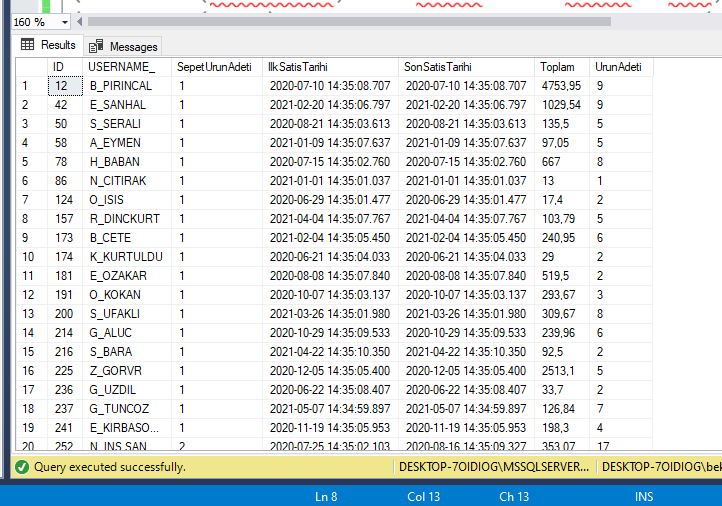 160 %
Results Messages
ID USERNAME_ SepetUrunAdeti IlkSatisTarihi SonSatisTarihi Toplam UrunAdeti
1 12 B_PIRINCAL 1 2020-07-10 14:35:08.707 2020-07-10 14:35:08.707 4753,95 9
2 42 E_SANHAL 1 2021-02-20 14:35:06.797 2021-02-20 14:35:06.797 1029,54 9
3 50 S_SERALI 1 2020-08-21 14:35:03.613 2020-08-21 14:35:03.613 135,5 5
4 58 A_EYMEN 1 2021-01-09 14:35:07.637 2021-01-09 14:35:07.637 97,05 5
5 78 H_BABAN 1 2020-07-15 14:35:02.760 2020-07-15 14:35:02.760 667 8
6 86 N_CITIRAK 1 2021-01-01 14:35:01.037 2021-01-01 14:35:01.037 13 1
7 124 O_ISIS 1 2020-06-29 14:35:01.477 2020-06-29 14:35:01.477 17,4 2
8 157 R_DINCKURT 1 2021-04-04 14:35:07.767 2021-04-04 14:35:07.767 103,79 5
9 173 B_CETE 1 2021-02-04 14:35:05.450 2021-02-04 14:35:05.450 240,95 6
10 174 K_KURTULDU 1 2020-06-21 14:35:04.033 2020-06-21 14:35:04.033 29 2
11 181 E_OZAKAR 1 2020-08-08 14:35:07.840 2020-08-08 14:35:07.840 519,5 2
12 191 O_KOKAN 1 2020-10-07 14:35:03.137 2020-10-07 14:35:03.137 293,67 3
13 200 S_UFAKLI 1 2021-03-26 14:35:01.980 2021-03-26 14:35:01.980 309,67 8
14 214 G_ALUC 1 2020-10-29 14:35:09.533 2020-10-29 14:35:09.533 239,96 6
15 216 S_BARA 1 2021-04-22 14:35:10.350 2021-04-22 14:35:10.350 92,5 2
16 225 Z_GORVR 1 2020-12-05 14:35:05.400 2020-12-05 14:35:05.400 2513,1 5
17 236 G_UZDIL 1 2020-06-22 14:35:08.407 2020-06-22 14:35:08.407 33,7 2
18 237 G_TUNCOZ 1 2021-05-07 14:34:59.897 2021-05-07 14:34:59.897 126,84 7
19 241 E_KIRBASO... 1 2020-11-19 14:35:05.953 2020-11-19 14:35:05.953 198,3 4
20 252 N_INSSAN 2 2020-07-25 14:35:02.103 2020-08-16 14:35:09.327 353,07 17
Query executed successfully. DESKTOP-7OIDIOG\MSSQLSERVER... DESKTOP-7OIDIOG\bek
Ln 8 Col 13 Ch 13 INS